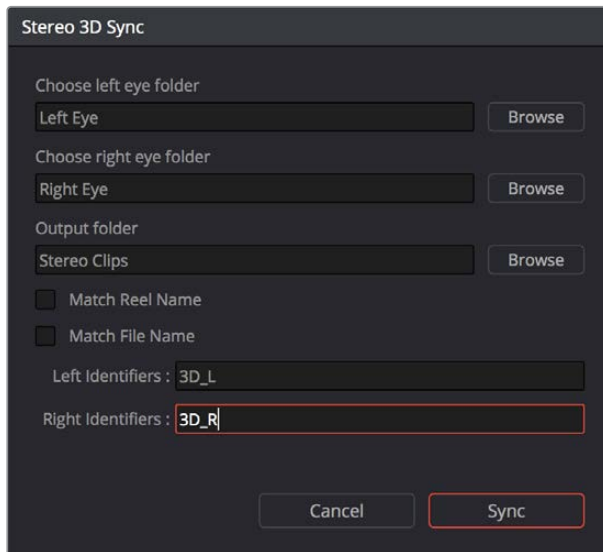 Stereo 3D Sync
Choose left eye folder
Left Eye Browse
Choose right eye folder
Right Eye Browse
Output folder
Stereo Clips Browse
Match Reel Name
Match File Name
Left Identifiers : 3D_L
Right Identifiers : 3D_R
Cancel Sync